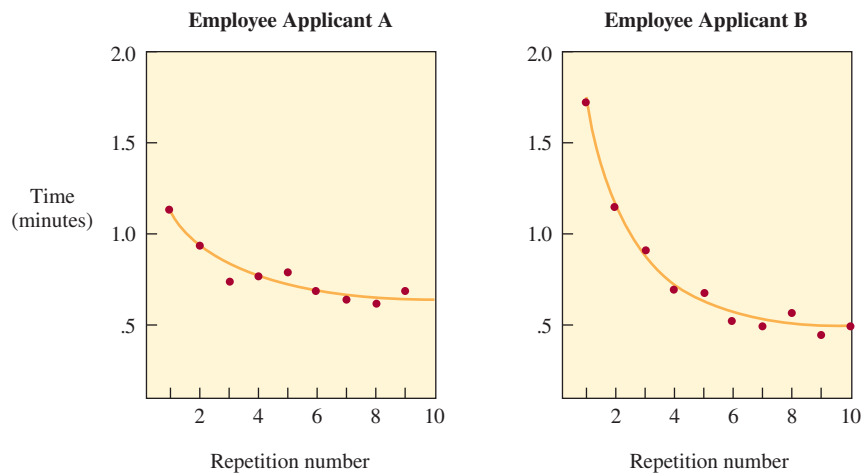 Employee Applicant A
2.0
1.5
1.0
.5
Time
(minutes)
2 4 6 8 10
Repetition number
Employee Applicant B
2.0
1.5
1.0
.5
2 4 6 8 10
Repetition number